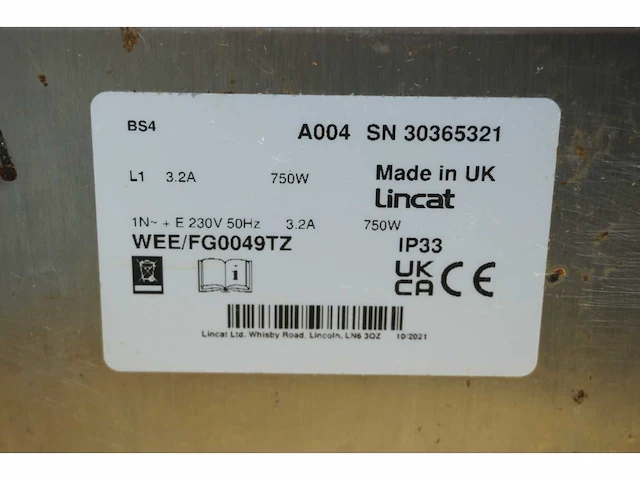 BS4 A004 SN 30365321
L1 3.2A 750W Made in UK
Lincat
1N~ + E 230V 50Hz 3.2A 750W
WEE/FG0049TZ IP33
i UK CA CE
Lincat Ltd. Whisby Road, Lincoln, LN6 3QZ 10/2021